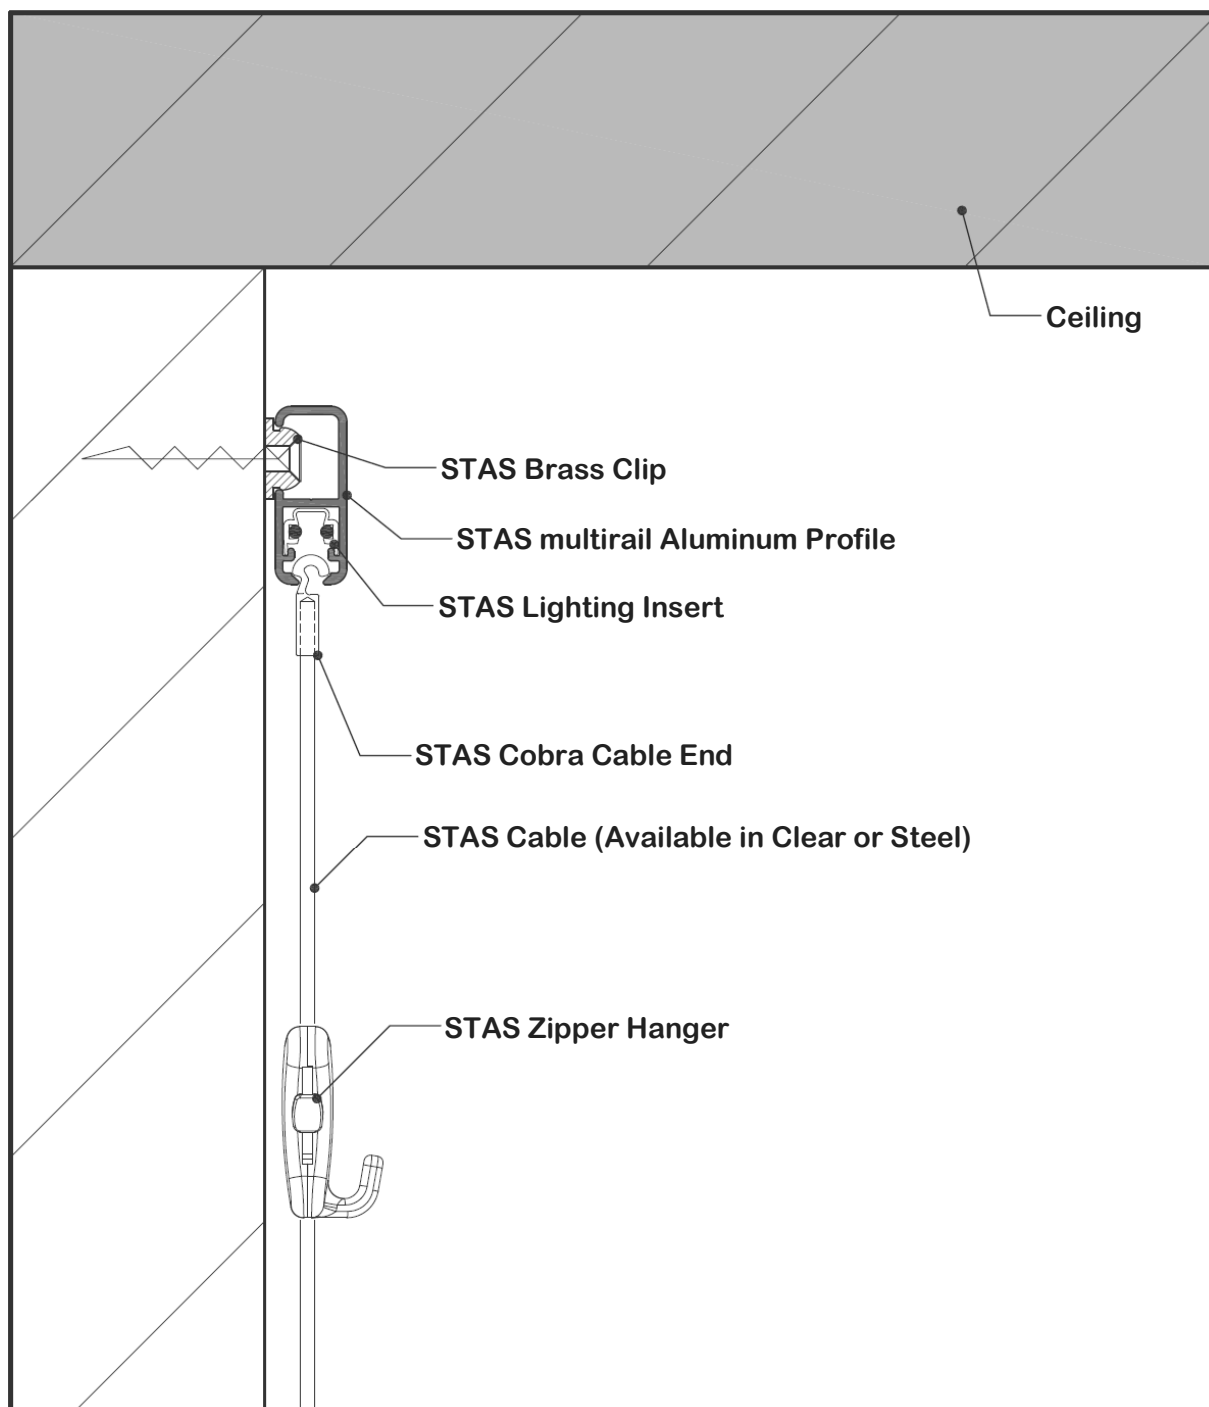 Ceiling
STAS Brass Clip
STAS multirail Aluminum Profile
STAS Lighting Insert
STAS Cobra Cable End
STAS Cable (Available in Clear or Steel)
STAS Zipper Hanger